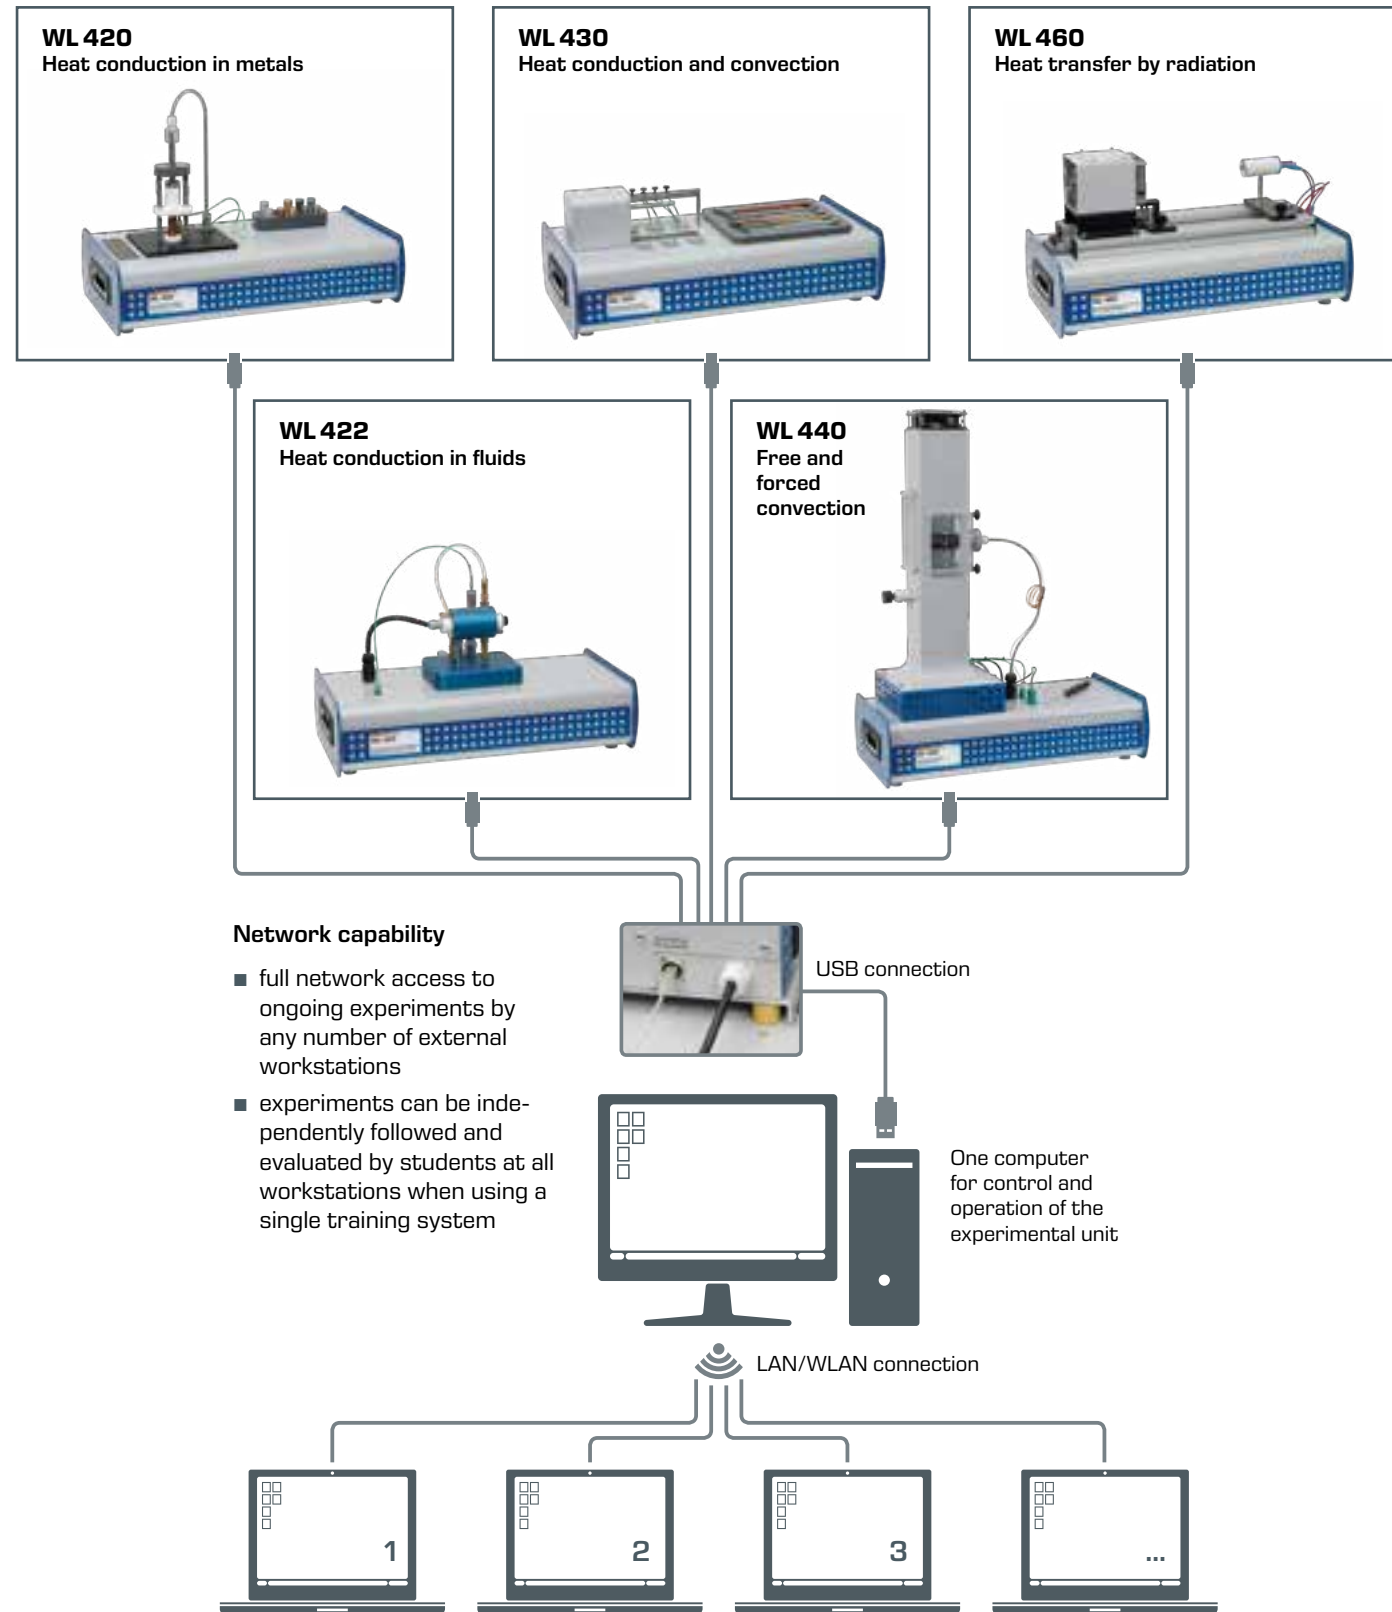 WL 420
Heat conduction in metals
WL 430
Heat conduction and convection
WL 460
Heat transfer by radiation
WL 422
Heat conduction in fluids
WL 440
Free and
forced
convection
Network capability
■ full network access to
ongoing experiments by
any number of external
workstations
■ experiments can be inde-
pendently followed and
evaluated by students at all
workstations when using a
single training system
USB connection
One computer
for control and
operation of the
experimental unit
LAN/WLAN connection
1
2
3
...